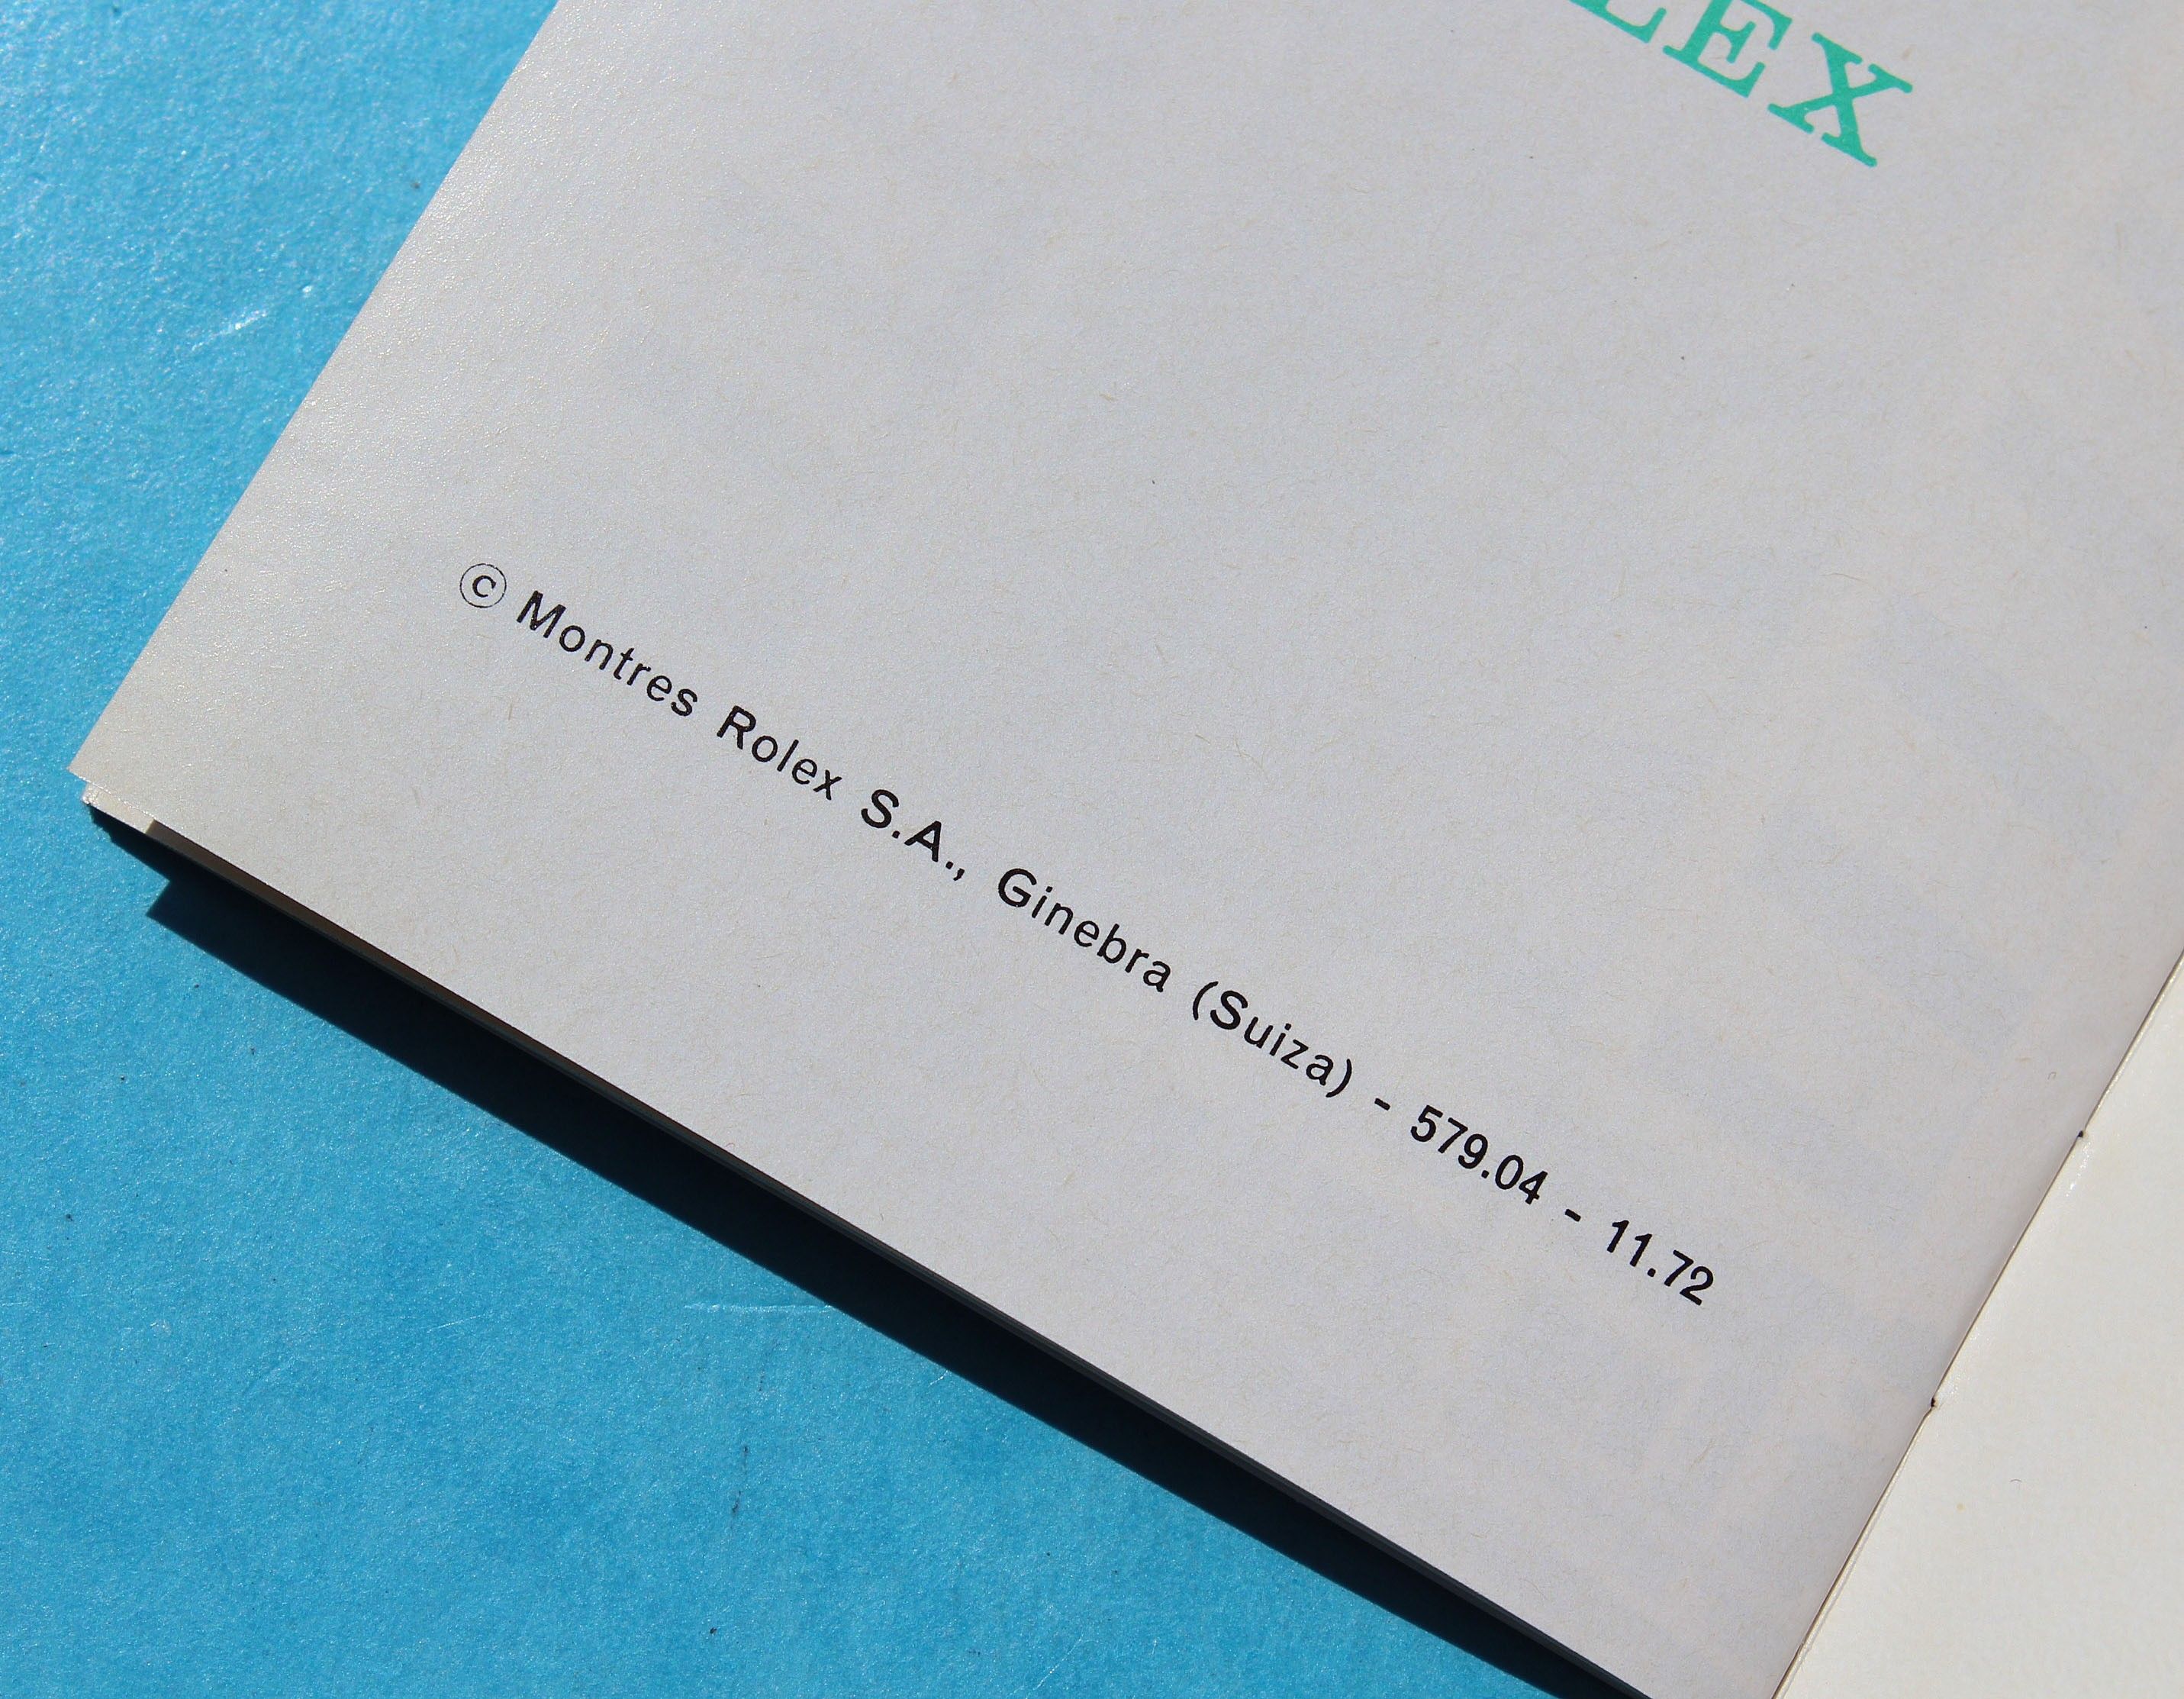 LEX
© Montres Rolex S.A., Ginebra (Suiza) - 579.04 - 11.72